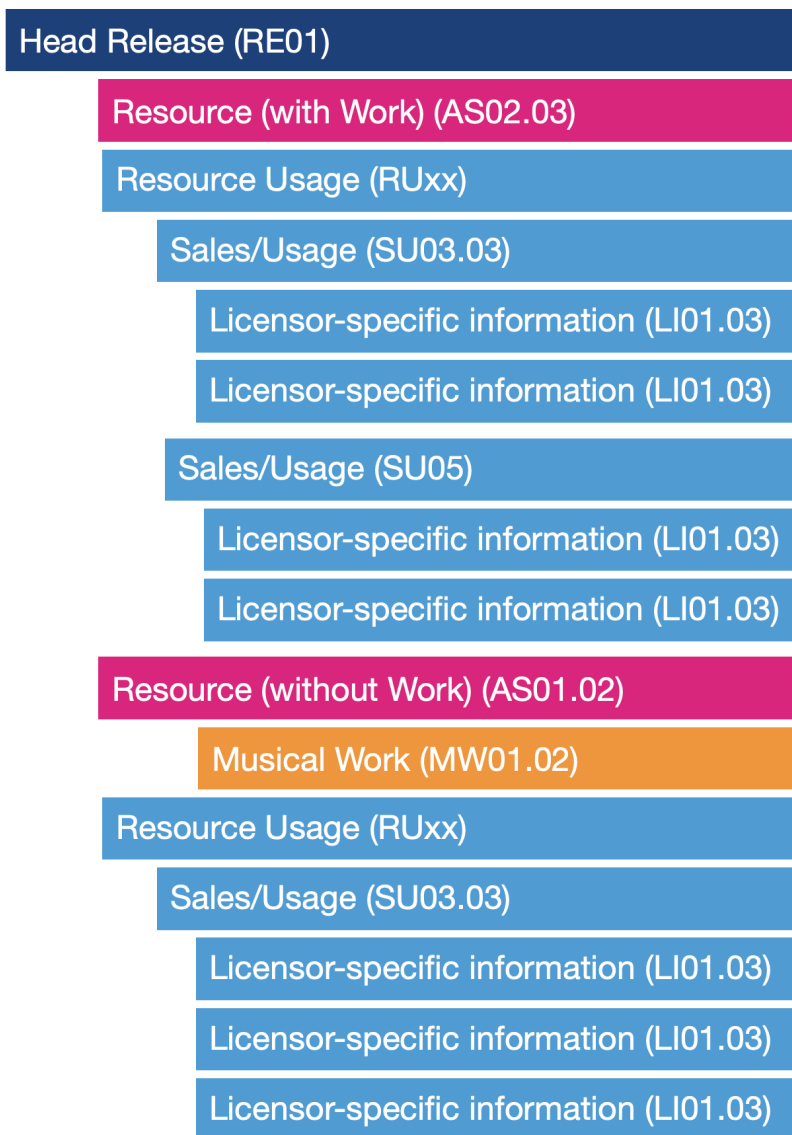 Head Release (RE01)
Resource (with Work) (AS02.03)
Resource Usage (RUxx)
Sales/Usage (SU03.03)
Licensor-specific information (LI01.03)
Licensor-specific information (LI01.03)
Sales/Usage (SU05)
Licensor-specific information (LI01.03)
Licensor-specific information (LI01.03)
Resource (without Work) (AS01.02)
Musical Work (MW01.02)
Resource Usage (RUxx)
Sales/Usage (SU03.03)
Licensor-specific information (LI01.03)
Licensor-specific information (LI01.03)
Licensor-specific information (LI01.03)